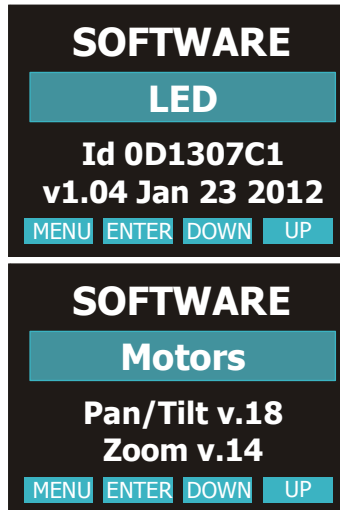 SOFTWARE
LED
Id 0D1307C1
v1.04 Jan 23 2012
MENU ENTER DOWN UP
SOFTWARE
Motors
Pan/Tilt v.18
Zoom v.14
MENU ENTER DOWN UP